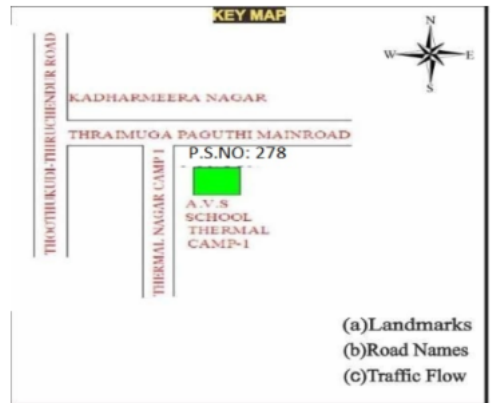 KEY MAP
N
W
E
S
THOOTHUKUDI-THIRUCHENDUR ROAD
KADHARMEERA NAGAR
THRAIMUGA PAGUTHI MAINROAD
THERMAL NAGAR CAMP 1
P.S.NO: 278
A.V.S
SCHOOL
THERMAL
CAMP-1
(a)Landmarks
(b)Road Names
(c)Traffic Flow